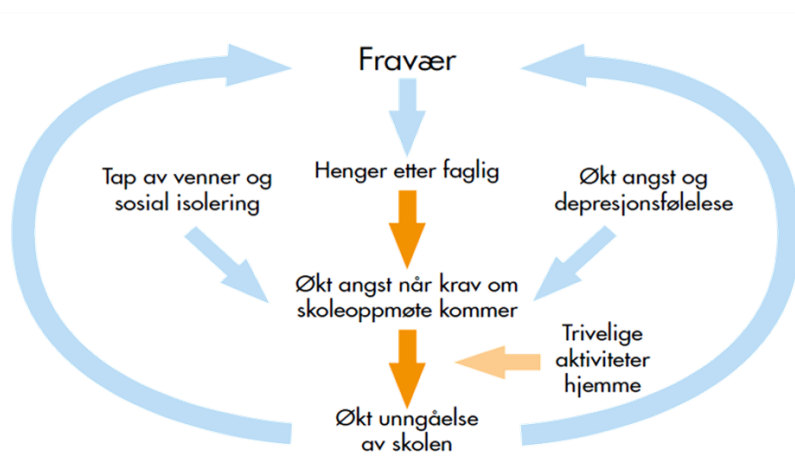 Fravær
Henger etter faglig
Tap av venner og
sosial isolering
Økt angst og
depresjonsfølelese
Økt angst når krav om
skoleoppmøte kommer
Trivelige
aktiviteter
hjemme
Økt unngåelse
av skolen